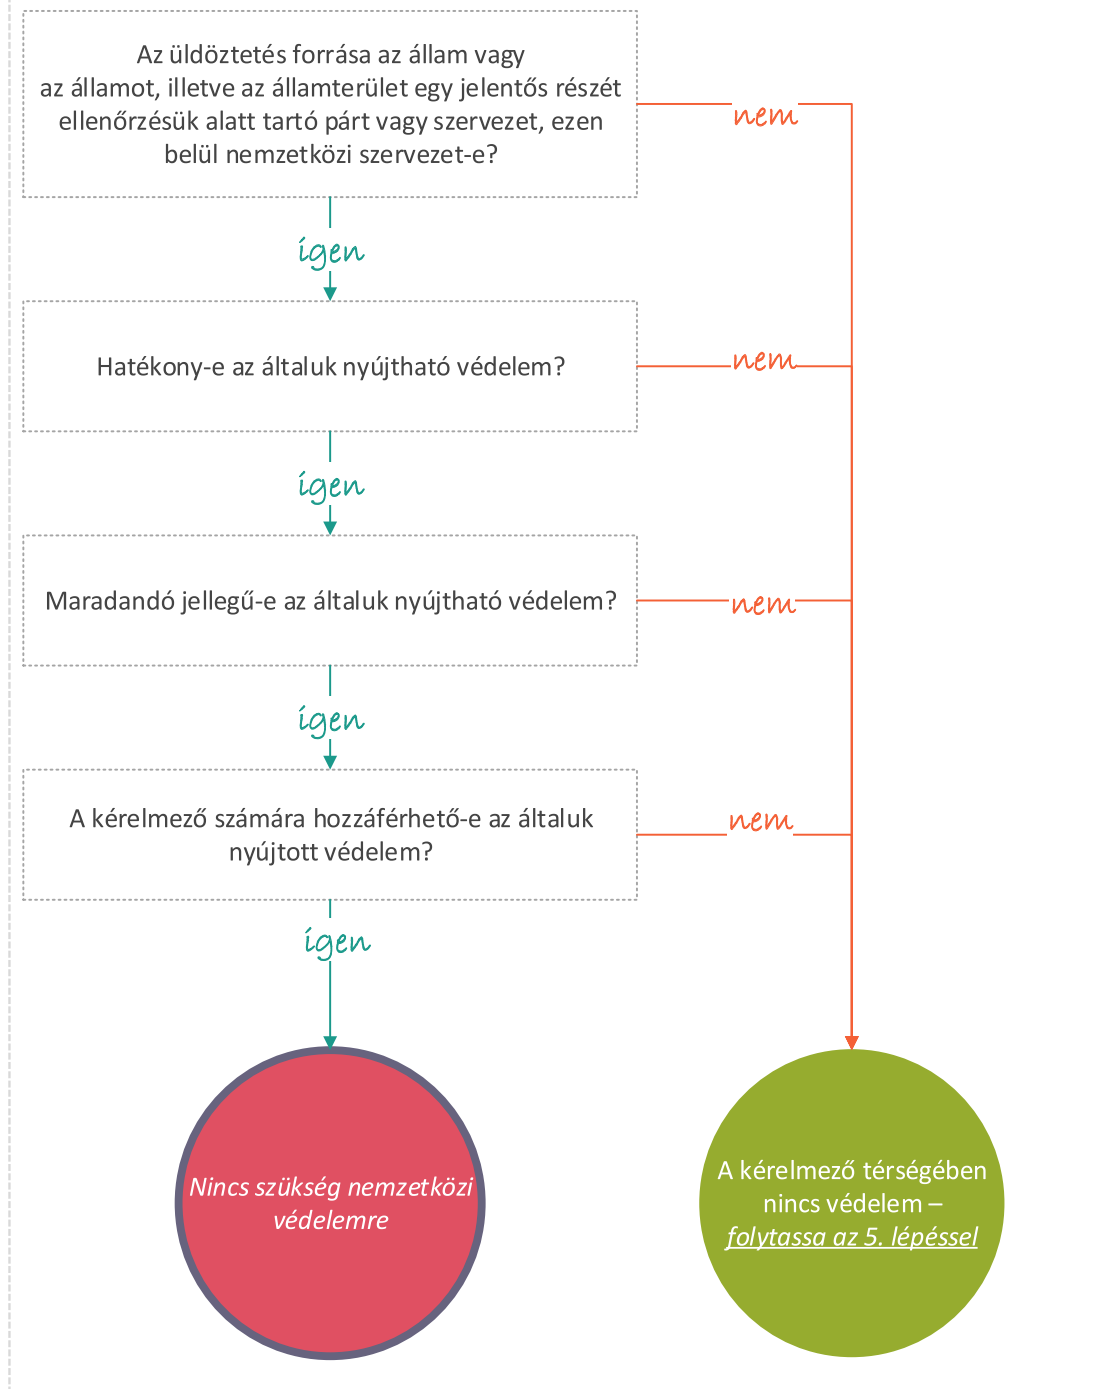 Az üldöztetés forrása az állam vagy
az államot, illetve az államterület egy jelentős részét
ellenőrzésük alatt tartó párt vagy szervezet, ezen
belül nemzetközi szervezet-e?
nem
igen
Hatékony-e az általuk nyújtható védelem?
nem
igen
Maradandó jellegű-e az általuk nyújtható védelem?
nem
igen
A kérelmező számára hozzáférhető-e az általuk
nyújtott védelem?
nem
igen
Nincs szükség nemzetközi
védelemre
A kérelmező térségében
nincs védelem –
folytassa az 5. lépéssel